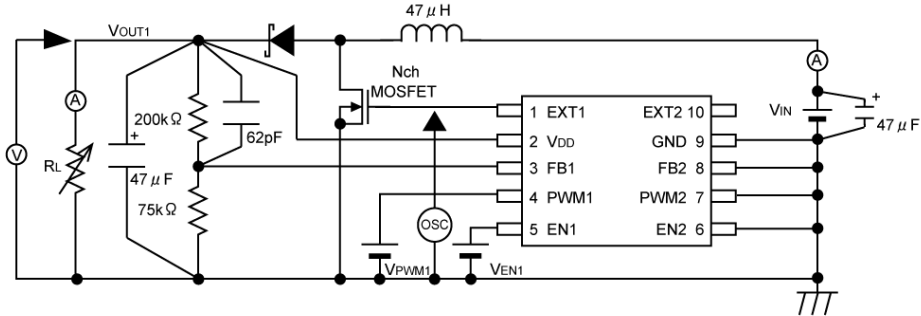 47μH
VOUT1
A
Nch
MOSFET
A
VIN
+
47μF
200kΩ
62pF
+
47μF
V
RL
75kΩ
OSC
VPWM1
VEN1
1 EXT1 EXT2 10
2 VDD GND 9
3 FB1 FB2 8
4 PWM1 PWM2 7
5 EN1 EN2 6